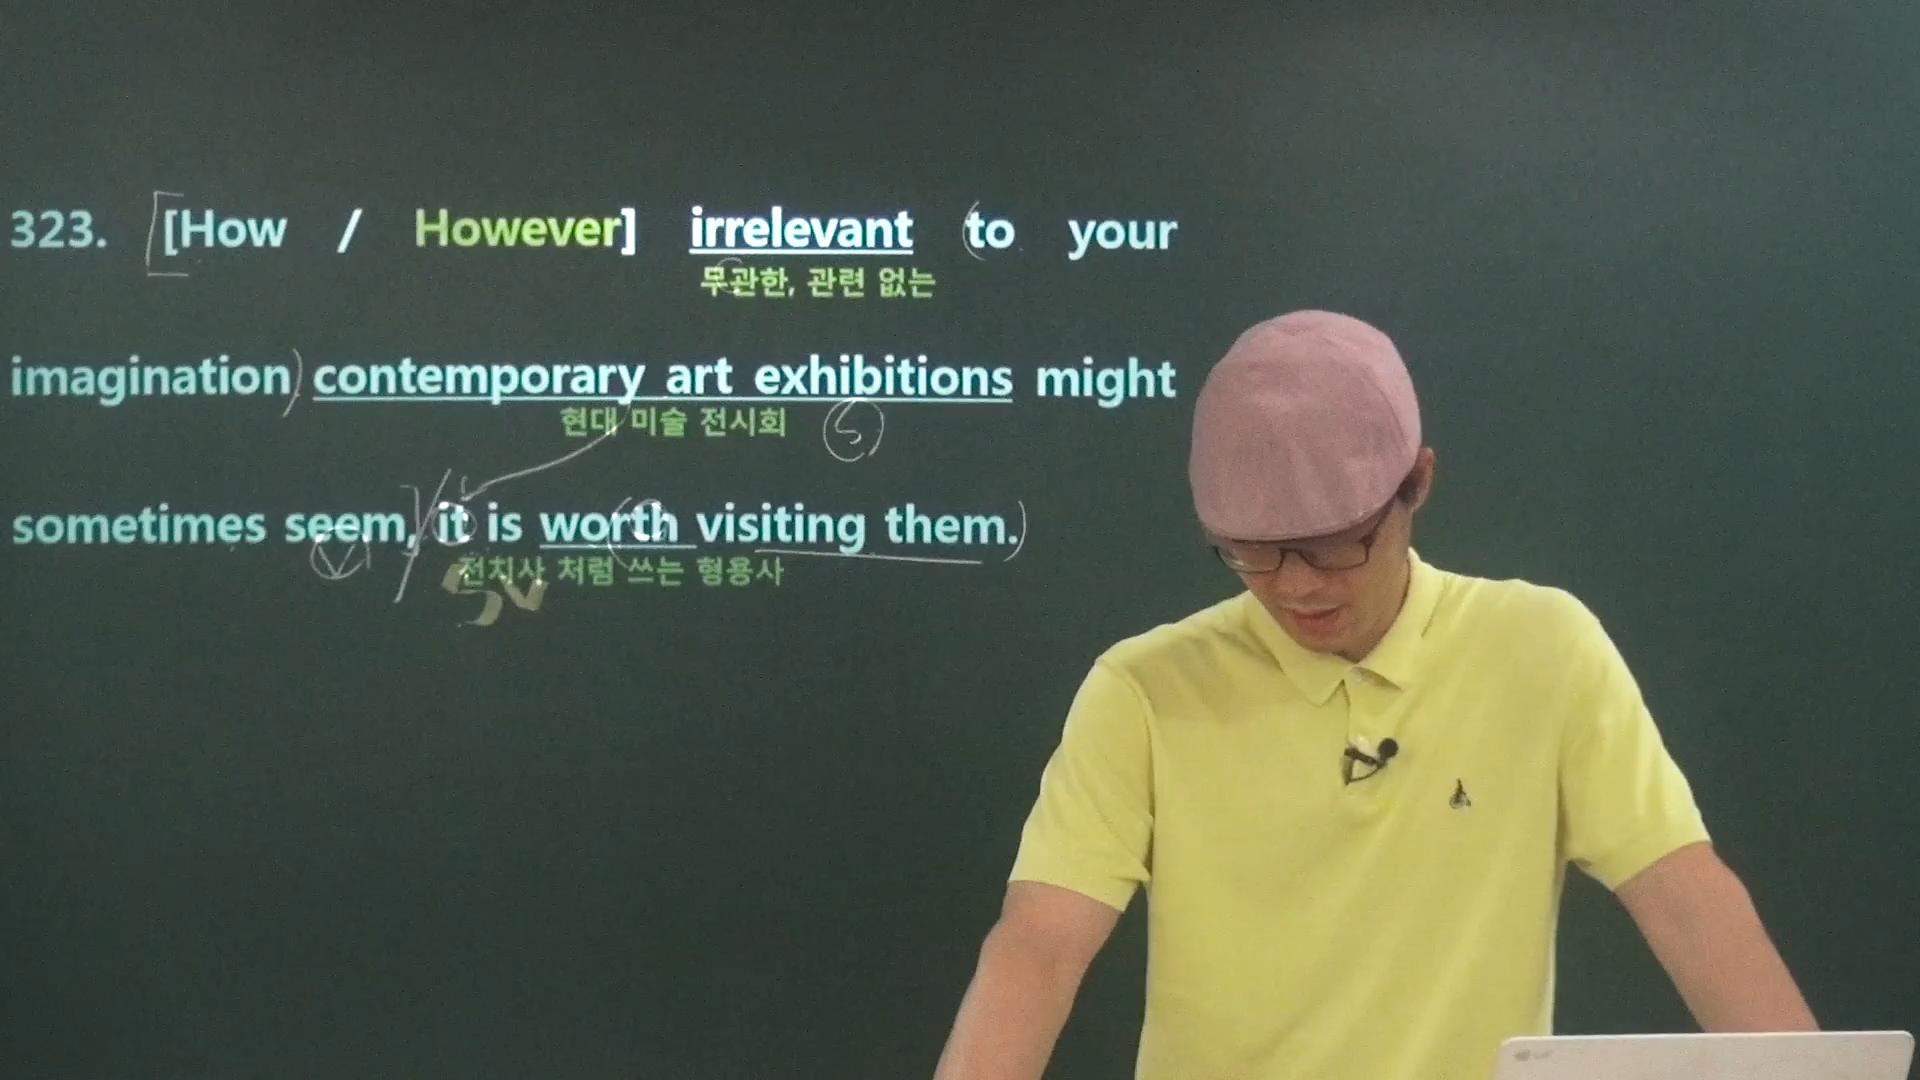 323. [How / However] irrelevant to your
무관한, 관련 없는
imagination contemporary art exhibitions might
현대 미술 전시회 S
sometimes seem, it is worth visiting them.
V 전치사 처럼 쓰는 형용사
SV